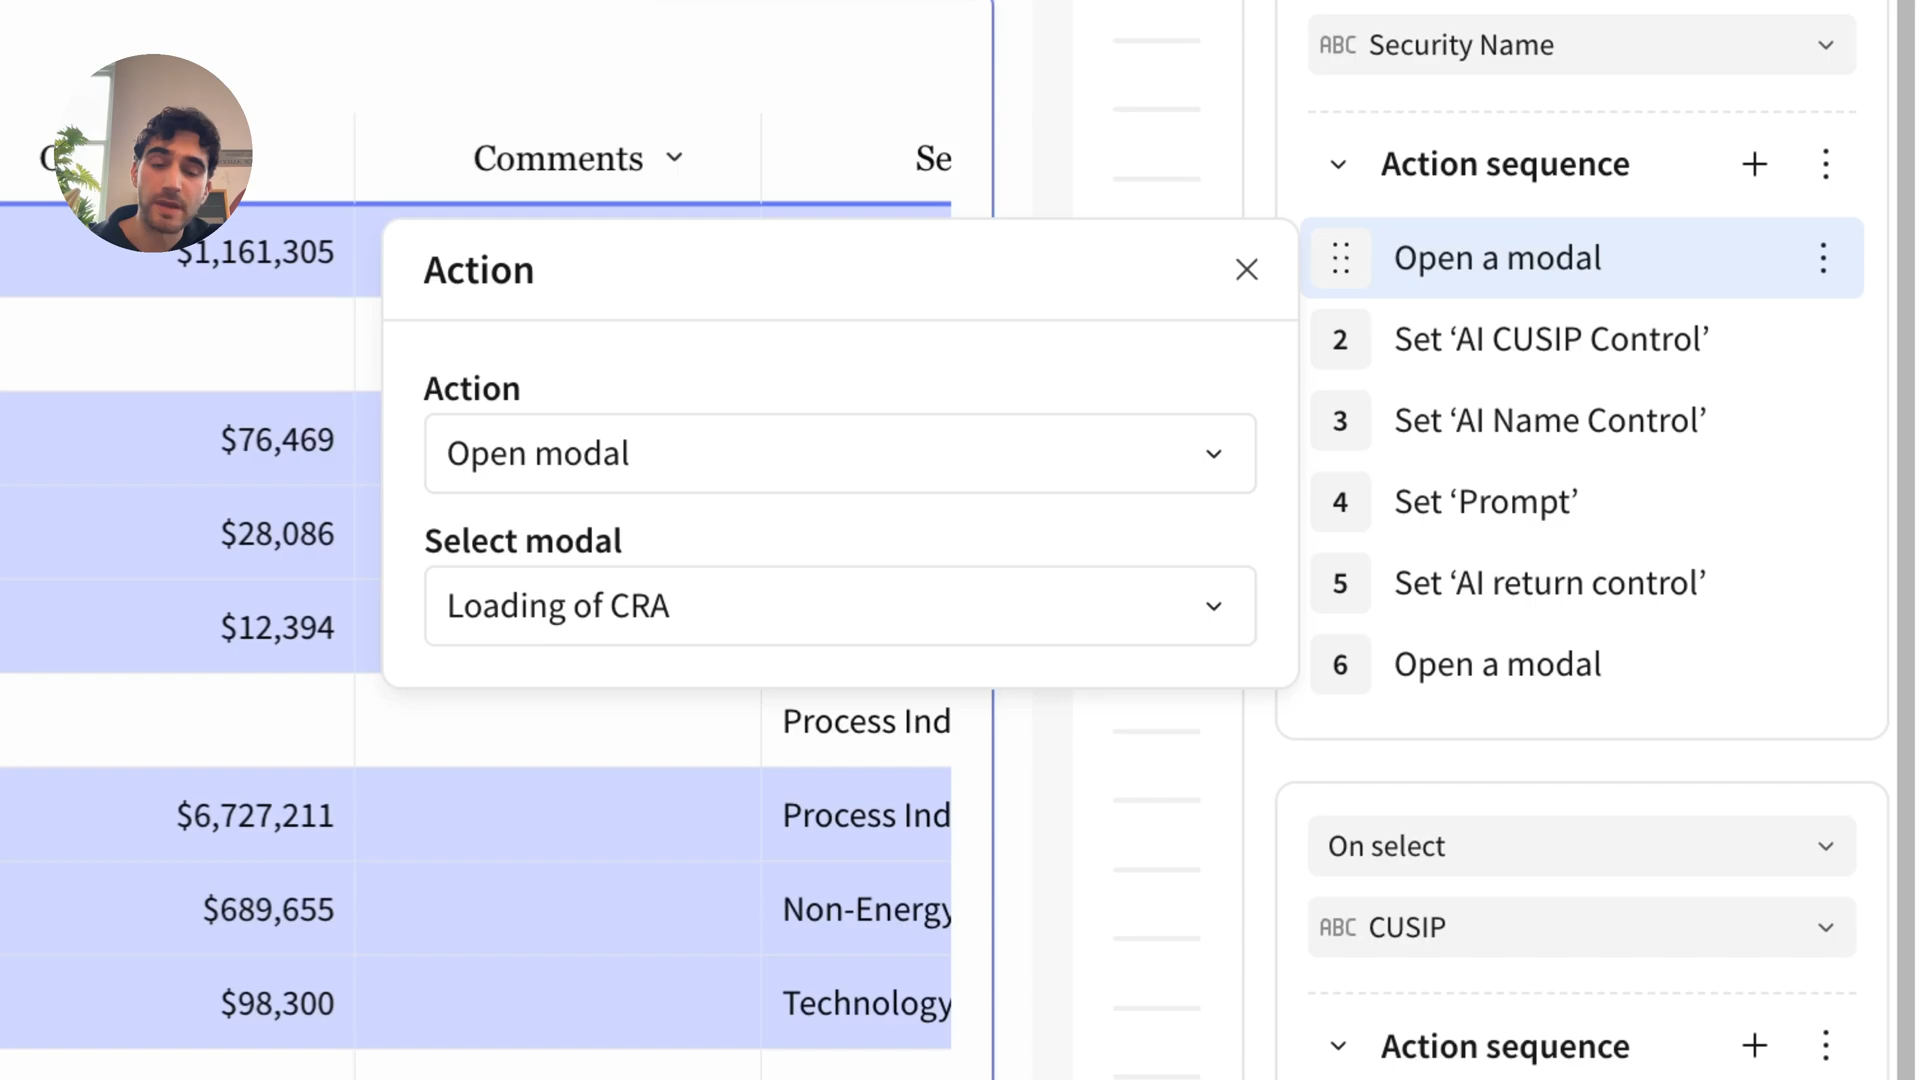 Comments
Se
$1,161,305
$76,469
$28,086
$12,394
Process Ind
$6,727,211
Process Ind
$689,655
Non-Energy
$98,300
Technology
Action
Action
Open modal
Select modal
Loading of CRA
ABC Security Name
Action sequence
Open a modal
2 Set ‘AI CUSIP Control’
3 Set ‘AI Name Control’
4 Set ‘Prompt’
5 Set ‘AI return control’
6 Open a modal
On select
ABC CUSIP
Action sequence